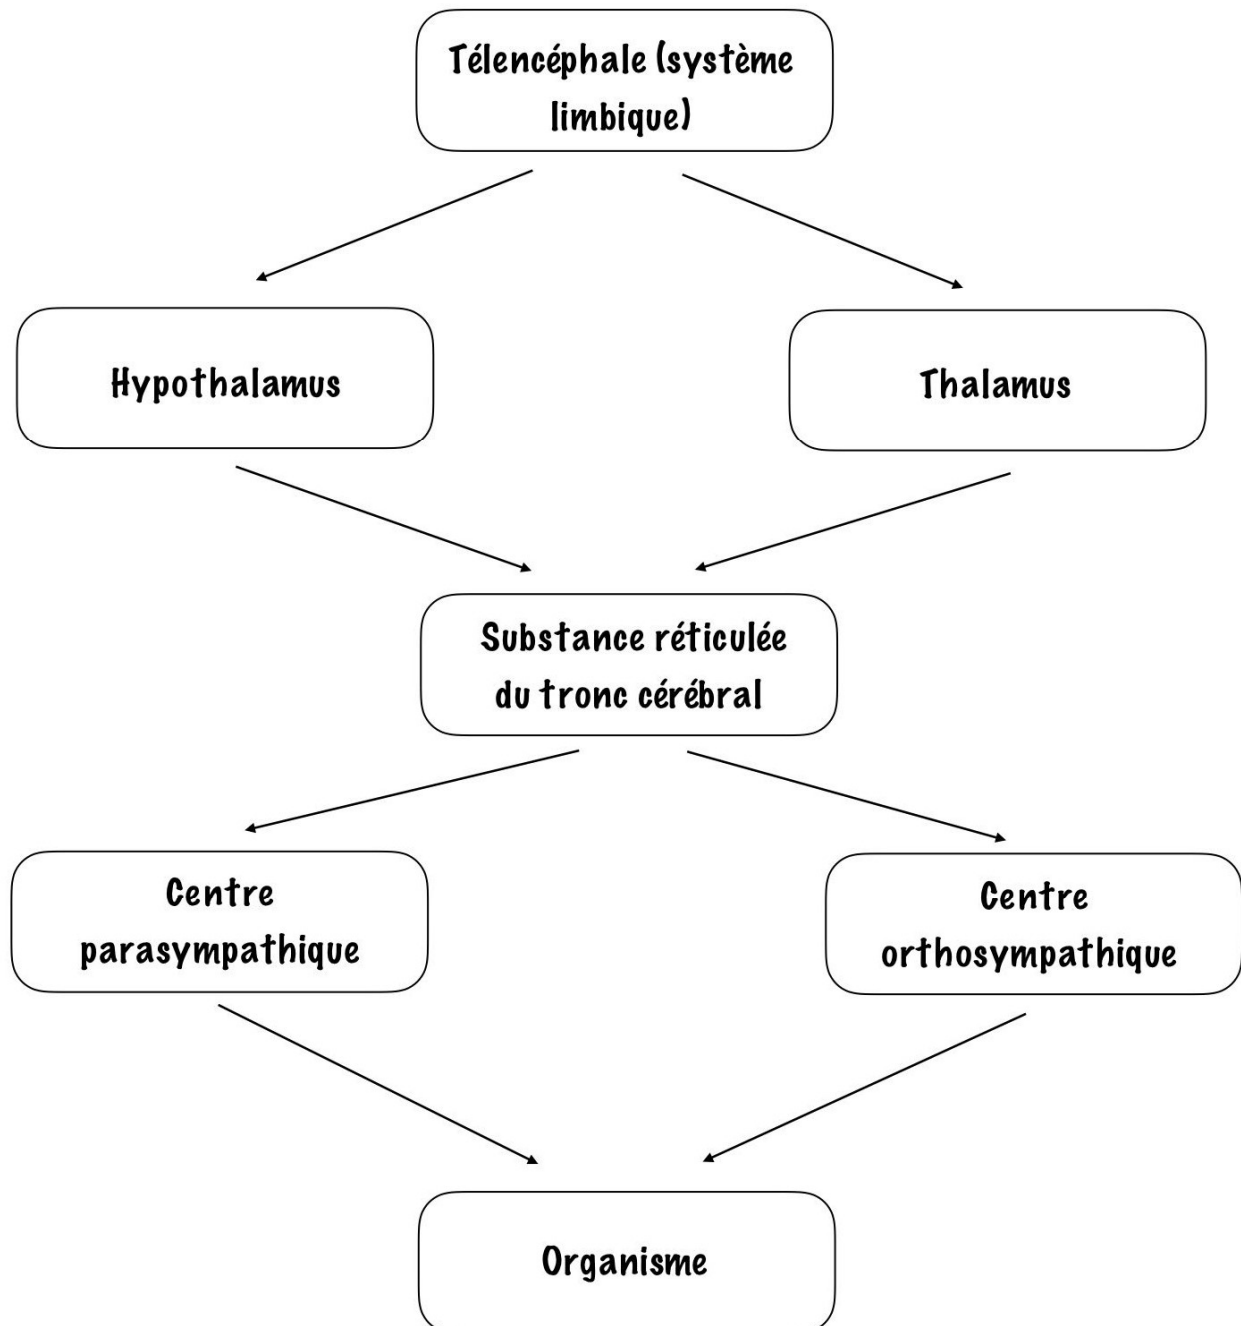 Télencéphale (système
limbique)
Hypothalamus
Thalamus
Substance réticulée
du tronc cérébral
Centre
parasympathique
Centre
orthosympathique
Organisme